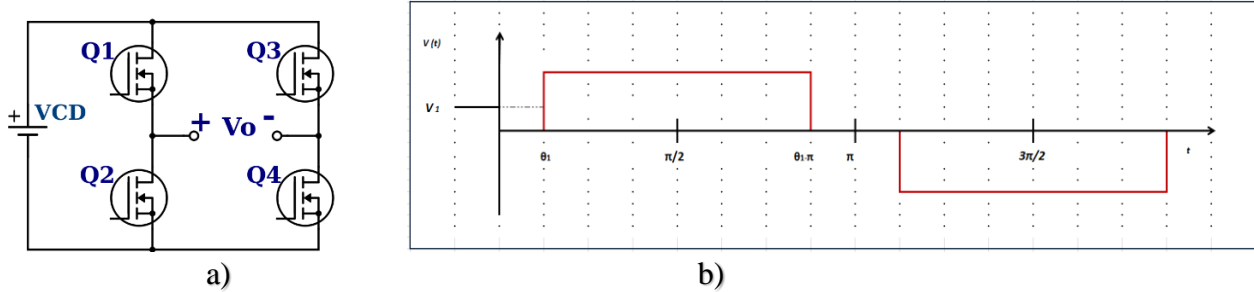 Q1
Q3
+
VCD
+ Vo -
Q2
Q4
a)
V(t)
V1
θ1
π/2
θ1-π
π
3π/2
t
b)